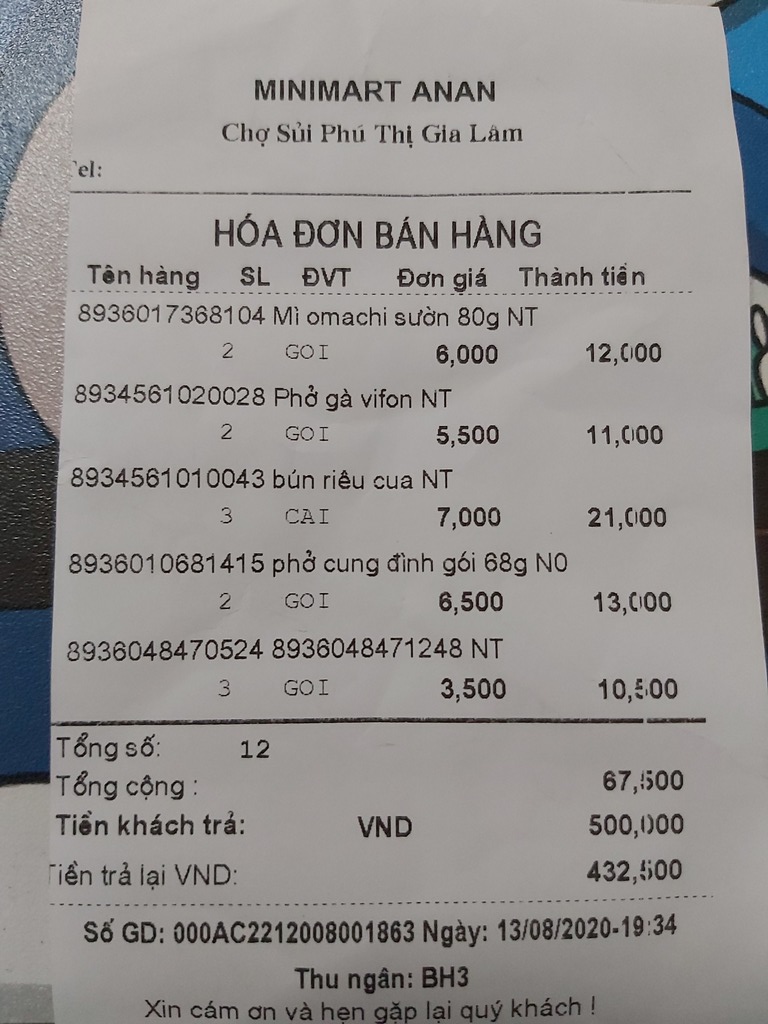 MINIMART ANAN
Chợ Sủi Phú Thị Gia Lâm
Tel:
HÓA ĐƠN BÁN HÀNG
Tên hàng SL ĐVT Đơn giá Thành tiền
8936017368104 Mì omachi sườn 80g NT
2 GOI 6,000 12,000
8934561020028 Phở gà vifon NT
2 GOI 5,500 11,000
8934561010043 bún riêu cua NT
3 CAI 7,000 21,000
8936010681415 phở cung đình gói 68g N0
2 GOI 6,500 13,000
8936048470524 8936048471248 NT
3 GOI 3,500 10,500
Tổng số: 12
Tổng cộng : 67,500
Tiền khách trả: VND 500,000
Tiền trả lại VND: 432,500
Số GD: 000AC2212008001863 Ngày: 13/08/2020-19:34
Thu ngân: BH3
Xin cám ơn và hẹn gặp lại quý khách !